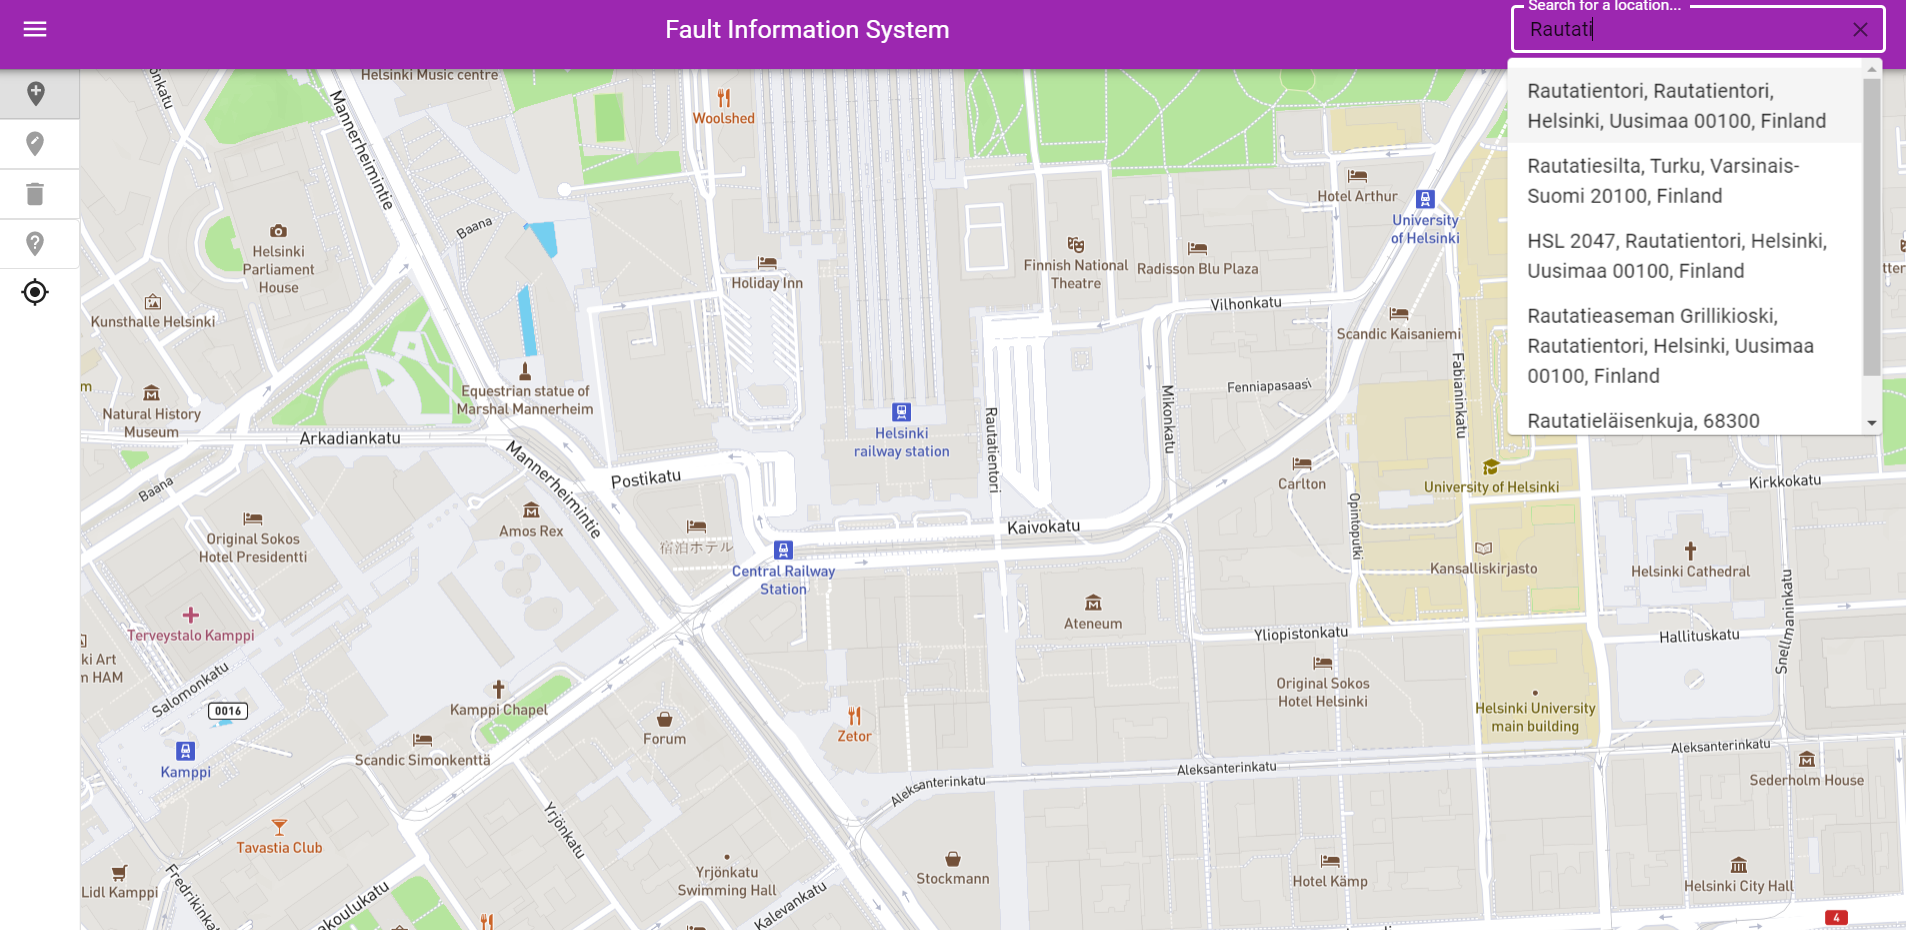 Fault Information System
Search for a location...
Rautati
Rautatientori, Rautatientori,
Helsinki, Uusimaa 00100, Finland
Rautatiesilta, Turku, Varsinais-
Suomi 20100, Finland
HSL 2047, Rautatientori, Helsinki,
Uusimaa 00100, Finland
Rautatieaseman Grillikioski,
Rautatientori, Helsinki, Uusimaa
00100, Finland
Rautatieläisenkuja, 68300
Helsinki Music centre
Mannerheimintie
Woolshed
Hotel Arthur
University
of Helsinki
Baana
Helsinki
Parliament
House
Holiday Inn
Finnish National
Theatre
Radisson Blu Plaza
Vilhonkatu
Kunsthalle Helsinki
Scandic Kaisaniemi
Equestrian statue of
Marshal Mannerheim
Fenniapasaasi
Fabianinkatu
Mikonkatu
Rautatientori
Natural History
Museum
Arkadiankatu
Helsinki
railway station
Mannerheimintie
Postikatu
Carlton
University of Helsinki
Kirkkokatu
Baana
Amos Rex
Original Sokos
Hotel Presidentti
宿泊ホテル
Kaivokatu
Opintoputki
Central Railway
Station
Kansalliskirjasto
Helsinki Cathedral
Terveystalo Kamppi
Ateneum
Yliopistonkatu
Hallituskatu
Snellmaninkatu
ki Art
m HAM
Salomonkatu
0016
Kamppi Chapel
Original Sokos
Hotel Helsinki
Helsinki University
main building
Forum
Zetor
Kamppi
Scandic Simonkenttä
Aleksanterinkatu
Aleksanterinkatu
Aleksanterinkatu
Sederholm House
Yrjönkatu
Tavastia Club
Lidl Kamppi
Fredrikinka
akoulukatu
Yrjönkatu
Swimming Hall
Kalevankatu
Stockmann
Hotel Kämp
Helsinki City Hall
4